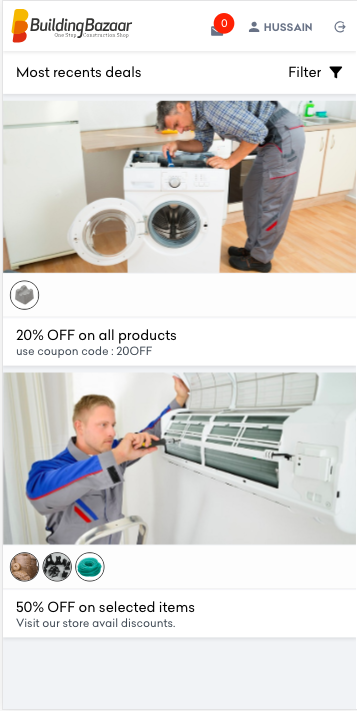 BuildingBazaar
One Stop Construction Shop
0
HUSSAIN
Most recents deals
Filter
20% OFF on all products
use coupon code : 20OFF
50% OFF on selected items
Visit our store avail discounts.